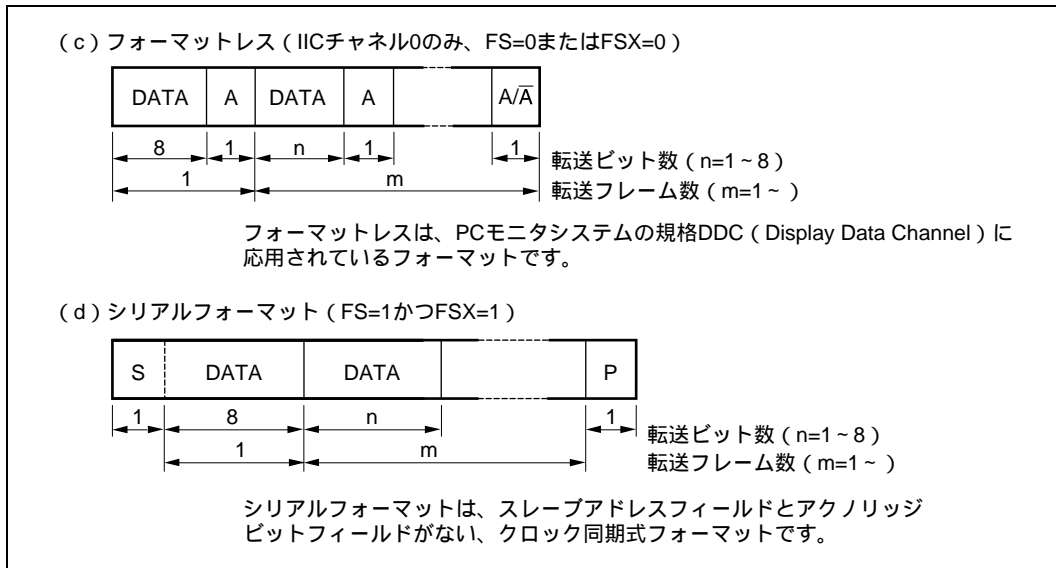 （c）フォーマットレス（IICチャネル0のみ、FS=0またはFSX=0）
DATA A DATA A A/A̅
8 1 n 1 1 転送ビット数（n=1～8）
1 m 転送フレーム数（m=1～ ）
フォーマットレスは、PCモニタシステムの規格DDC（Display Data Channel）に
応用されているフォーマットです。
（d）シリアルフォーマット（FS=1かつFSX=1）
S DATA DATA P
1 8 n 1 転送ビット数（n=1～8）
1 m 転送フレーム数（m=1～ ）
シリアルフォーマットは、スレーブアドレスフィールドとアクノリッジ
ビットフィールドがない、クロック同期式フォーマットです。